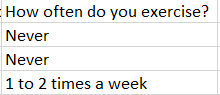 How often do you exercise?
Never
Never
1 to 2 times a week